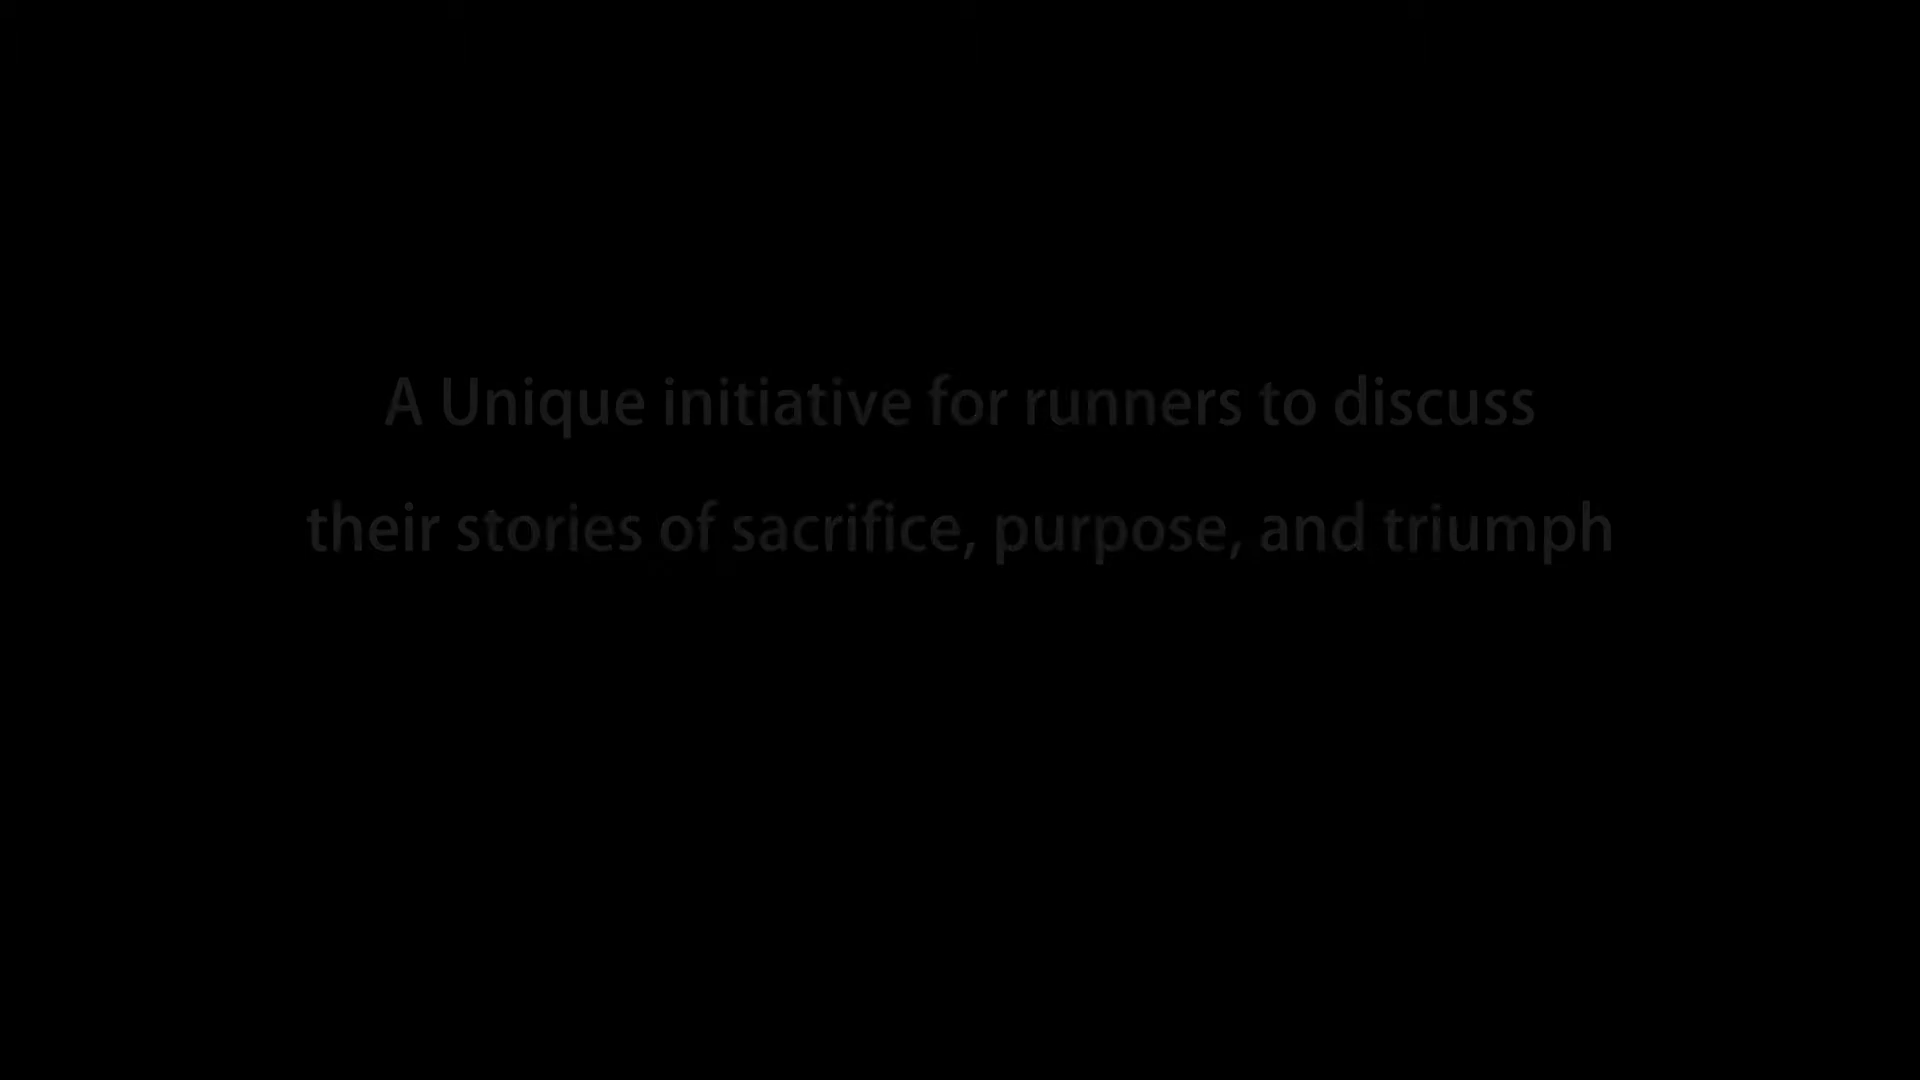 A Unique initiative for runners to discuss
their stories of sacrifice, purpose, and triumph